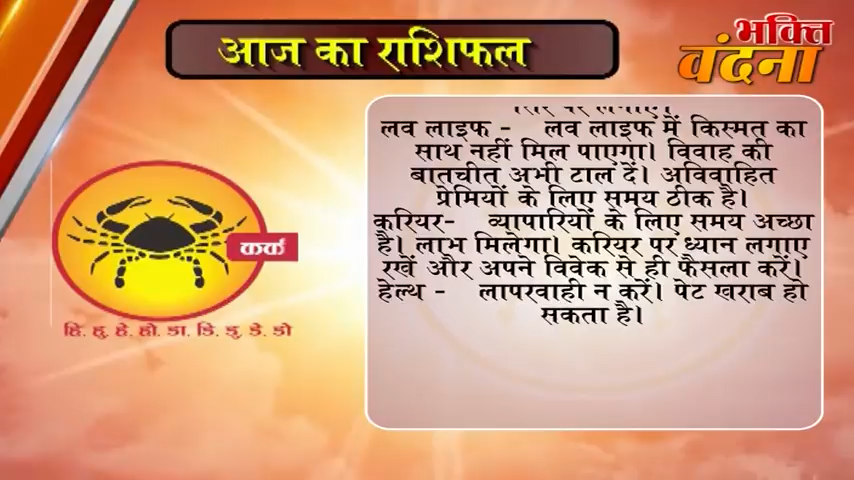 आज का राशिफल
भक्ति
वंदना
लव लाइफ - लव लाइफ में किस्मत का
साथ नहीं मिल पाएगा। विवाह की
बातचीत अभी टाल दें। अविवाहित
प्रेमियों के लिए समय ठीक है।
करियर- व्यापारियों के लिए समय अच्छा
है। लाभ मिलेगा। करियर पर ध्यान लगाए
रखें और अपने विवेक से ही फैसला करें।
हेल्थ - लापरवाही न करें। पेट खराब हो
सकता है।
कर्क
हि. हु. हे. हो. डा. डि. डु. डे. डो